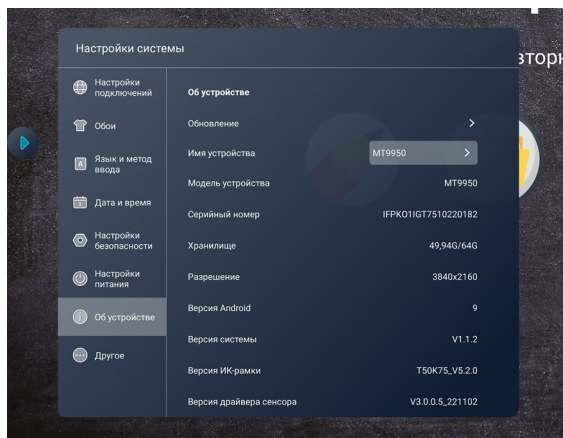 Настройки системы
вторн
Настройки
подключений
Обои
Язык и метод
ввода
Дата и время
Настройки
безопасности
Настройки
питания
Об устройстве
Другое
Об устройстве
Обновление
Имя устройства MT9950
Модель устройства MT9950
Серийный номер IFPKO1IGT7510220182
Хранилище 49,94G/64G
Разрешение 3840x2160
Версия Android 9
Версия системы V1.1.2
Версия ИК-рамки T50K75_V5.2.0
Версия драйвера сенсора V3.0.0.5_221102